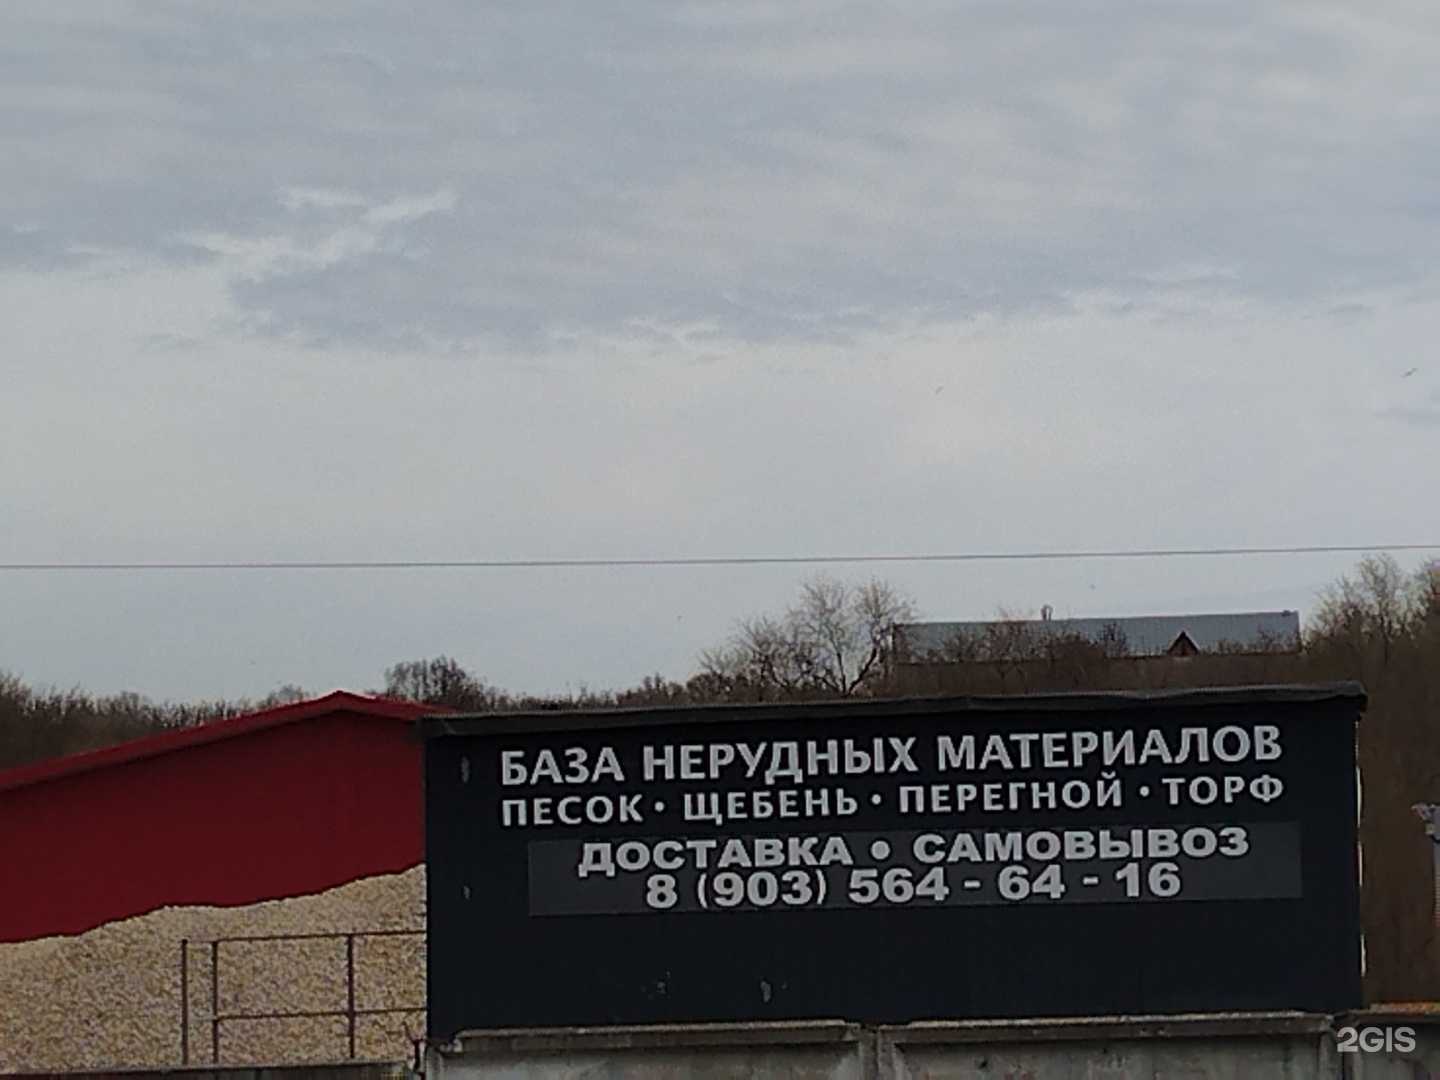 БАЗА НЕРУДНЫХ МАТЕРИАЛОВ
ПЕСОК • ЩЕБЕНЬ • ПЕРЕГНОЙ • ТОРФ
ДОСТАВКА • САМОВЫВОЗ
8 (903) 564 - 64 - 16
2GIS